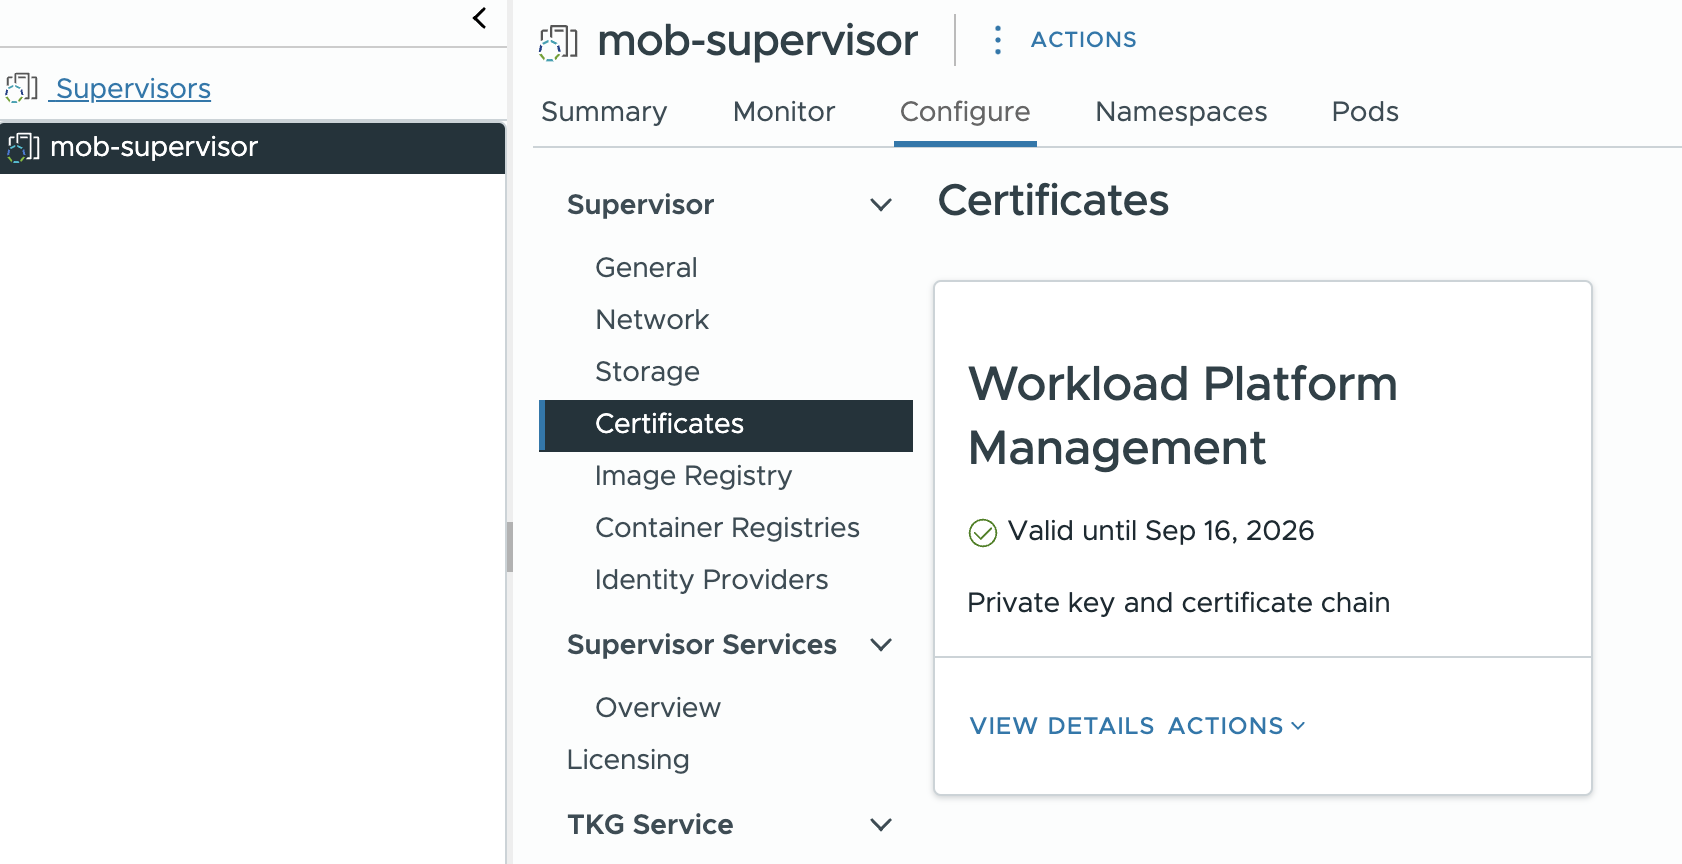 Supervisors
mob-supervisor
mob-supervisor
ACTIONS
Summary Monitor Configure Namespaces Pods
Supervisor
General
Network
Storage
Certificates
Image Registry
Container Registries
Identity Providers
Supervisor Services
Overview
Licensing
TKG Service
Certificates
Workload Platform
Management
Valid until Sep 16, 2026
Private key and certificate chain
VIEW DETAILS ACTIONS